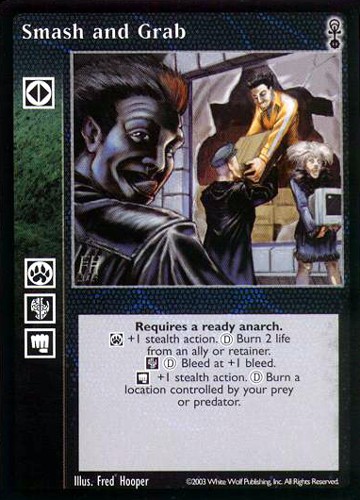 Smash and Grab
FH
Requires a ready anarch.
+1 stealth action. Ⓓ Burn 2 life
from an ally or retainer.
Ⓓ Bleed at +1 bleed.
+1 stealth action. Ⓓ Burn a
location controlled by your prey
or predator.
Illus. Fred Hooper
©2003 White Wolf Publishing, Inc. All Rights Reserved.